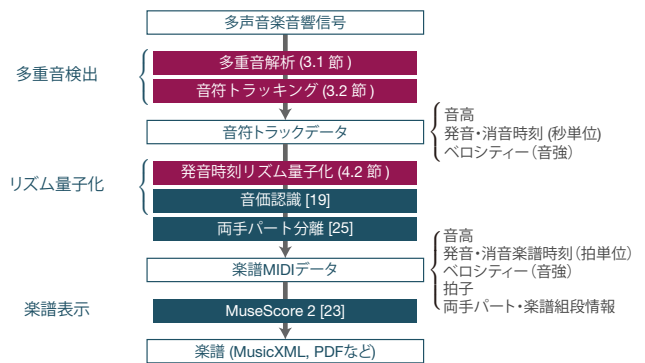 多声音楽音響信号
多重音検出
多重音解析 (3.1 節 )
音符トラッキング (3.2 節 )
音符トラックデータ
音高
発音・消音時刻 (秒単位)
ベロシティー（音強）
リズム量子化
発音時刻リズム量子化 (4.2 節 )
音価認識 [19]
両手パート分離 [25]
楽譜MIDIデータ
音高
発音・消音楽譜時刻（拍単位）
ベロシティー（音強）
拍子
両手パート・楽譜組段情報
楽譜表示
MuseScore 2 [23]
楽譜 (MusicXML, PDFなど)